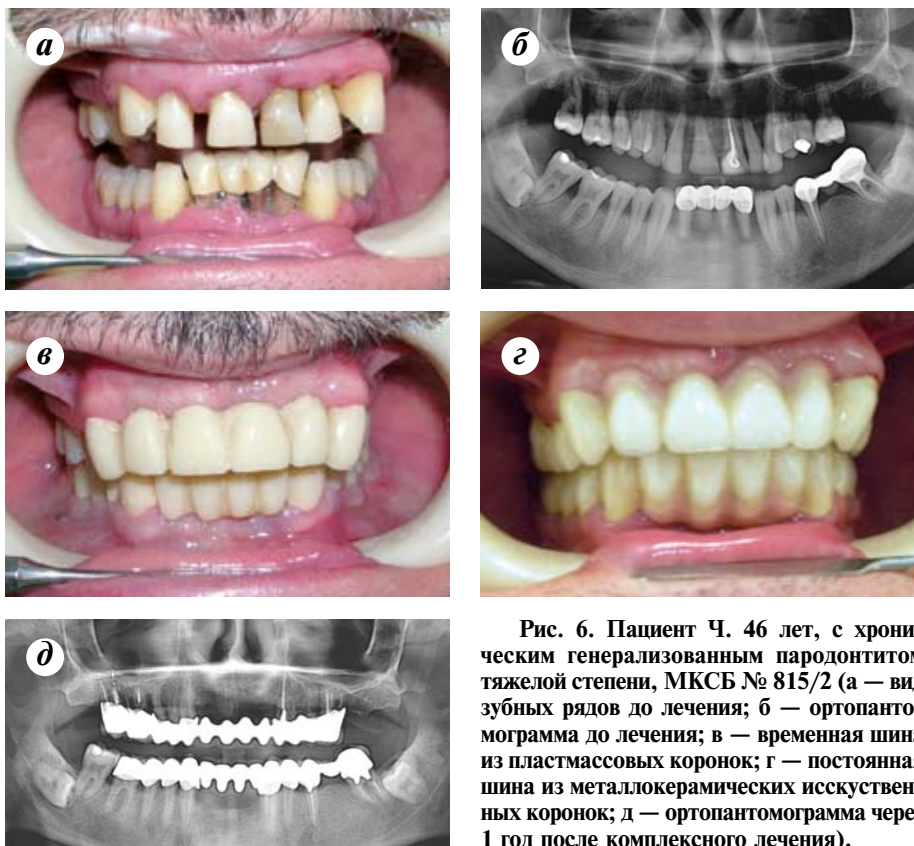 а
б
в
г
д
Рис. 6. Пациент Ч. 46 лет, с хрони
ческим генерализованным пародонтитом
тяжелой степени, МКСБ № 815/2 (а — вид
зубных рядов до лечения; б — ортопанто
мограмма до лечения; в — временная шина
из пластмассовых коронок; г — постоянная
шина из металлокерамических исскуствен
ных коронок; д — ортопантомограмма чере
1 год после комплексного лечения).